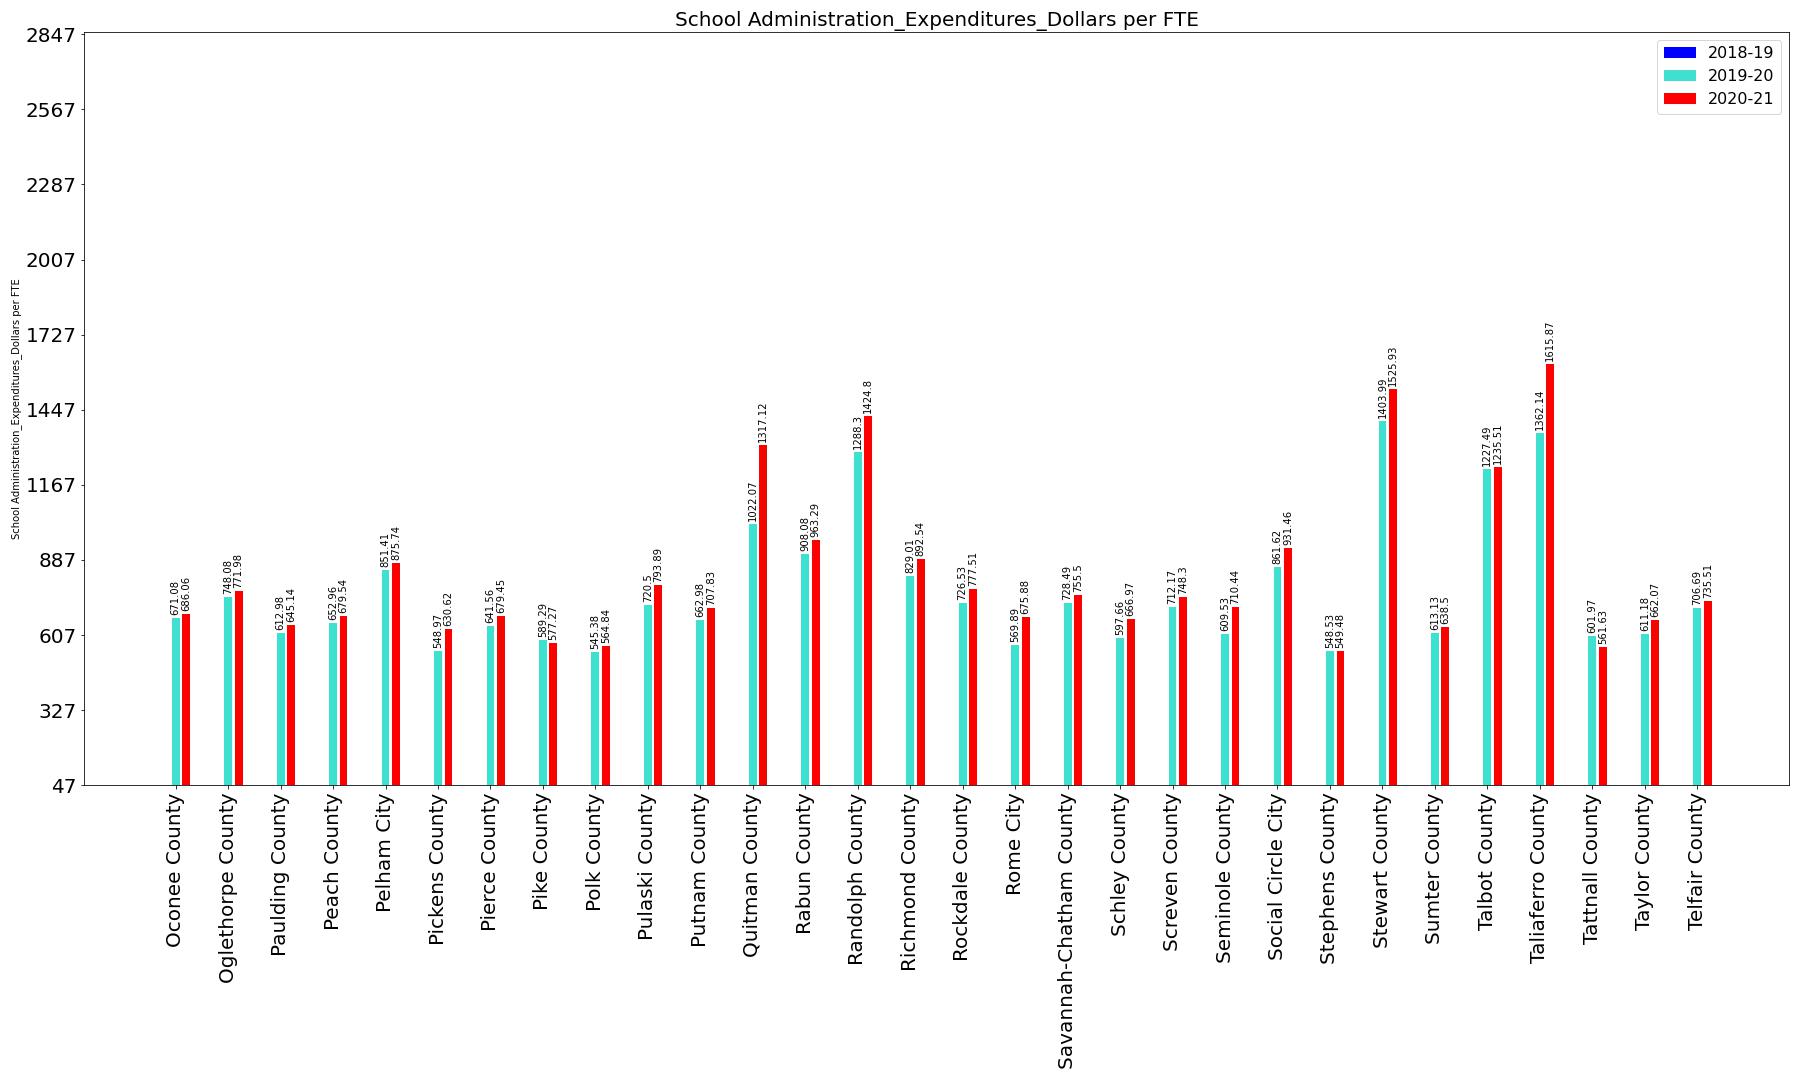 School Administration_Expenditures_Dollars per FTE
2018-19
2019-20
2020-21
School Administration_Expenditures_Dollars per FTE
2847
2567
2287
2007
1727
1447
1167
887
607
327
47
671.08
686.06
748.08
771.98
612.98
645.14
652.96
679.54
851.41
875.74
548.97
630.62
641.56
679.45
589.29
577.27
545.38
564.84
720.5
793.89
662.98
707.83
1022.07
1317.12
908.08
963.29
1288.3
1424.8
829.01
892.54
726.53
777.51
569.89
675.88
728.49
755.5
597.66
666.97
712.17
748.3
609.53
710.44
861.62
931.46
548.53
549.48
1403.99
1525.93
613.13
638.5
1227.49
1235.51
1362.14
1615.87
601.97
561.63
611.18
662.07
706.69
735.51
Oconee County
Oglethorpe County
Paulding County
Peach County
Pelham City
Pickens County
Pierce County
Pike County
Polk County
Pulaski County
Putnam County
Quitman County
Rabun County
Randolph County
Richmond County
Rockdale County
Rome City
Savannah-Chatham County
Schley County
Screven County
Seminole County
Social Circle City
Stephens County
Stewart County
Sumter County
Talbot County
Taliaferro County
Tattnall County
Taylor County
Telfair County